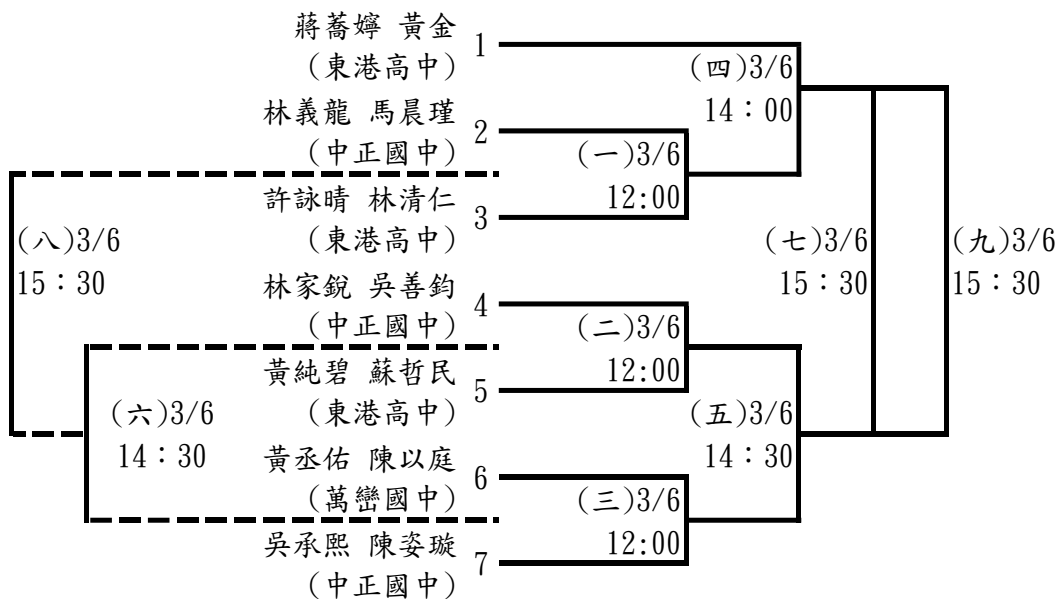 蔣蕎嬣 黃金
(東港高中)
1
林義龍 馬晨瑾
(中正國中)
2
許詠晴 林清仁
(東港高中)
3
林家銳 吳善鈞
(中正國中)
4
黃純碧 蘇哲民
(東港高中)
5
黃丞佑 陳以庭
(萬巒國中)
6
吳承熙 陳姿璇
(中正國中)
7
(一)3/6
12:00
(二)3/6
12:00
(三)3/6
12:00
(四)3/6
14：00
(五)3/6
14：30
(六)3/6
14：30
(七)3/6
15：30
(八)3/6
15：30
(九)3/6
15：30